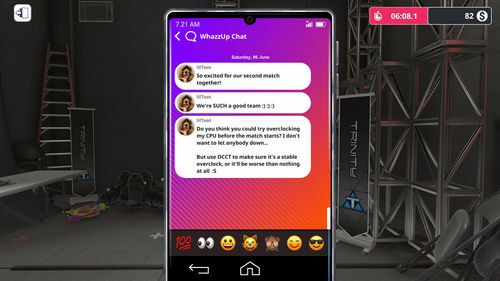 7.21 AM
06:08.1
82 $
WhazzUp Chat
Saturday, 06 June
lilToot
So excited for our second match
together!
lilToot
We're SUCH a good team :) :) :)
lilToot
Do you think you could try overclocking
my CPU before the match starts? I don't
want to let anybody down...
But use OCCT to make sure it's a stable
overclock, or it'll be worse than nothing
at all :S
100
TRINITY
TRINITY